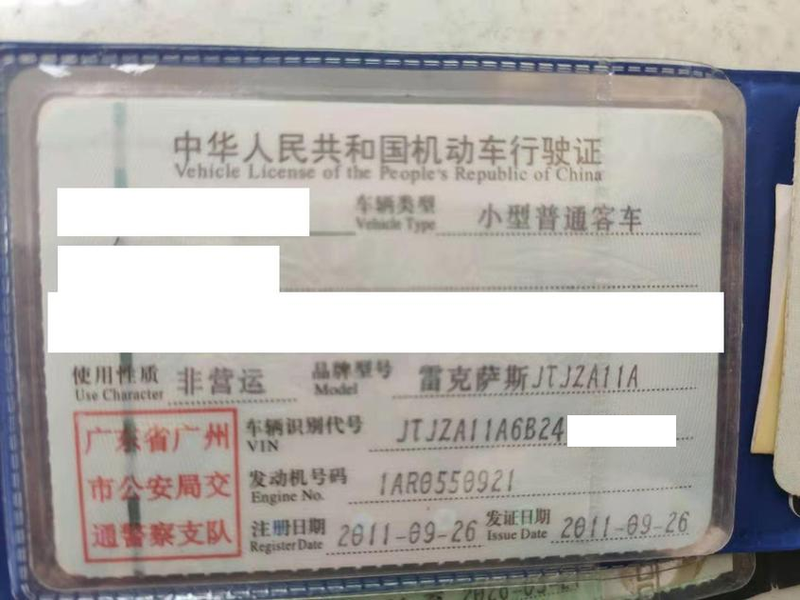 中华人民共和国机动车行驶证
Vehicle License of the People's Republic of China
车辆类型 小型普通客车
Vehicle Type
使用性质 非营运 品牌型号 雷克萨斯JTJZA11A
Use Character Model
广东省广州
市公安局交
通警察支队
车辆识别代号 JTJZA11A6B24
VIN
发动机号码 1AR0550921
Engine No.
注册日期 2011-09-26 发证日期 2011-09-26
Register Date Issue Date